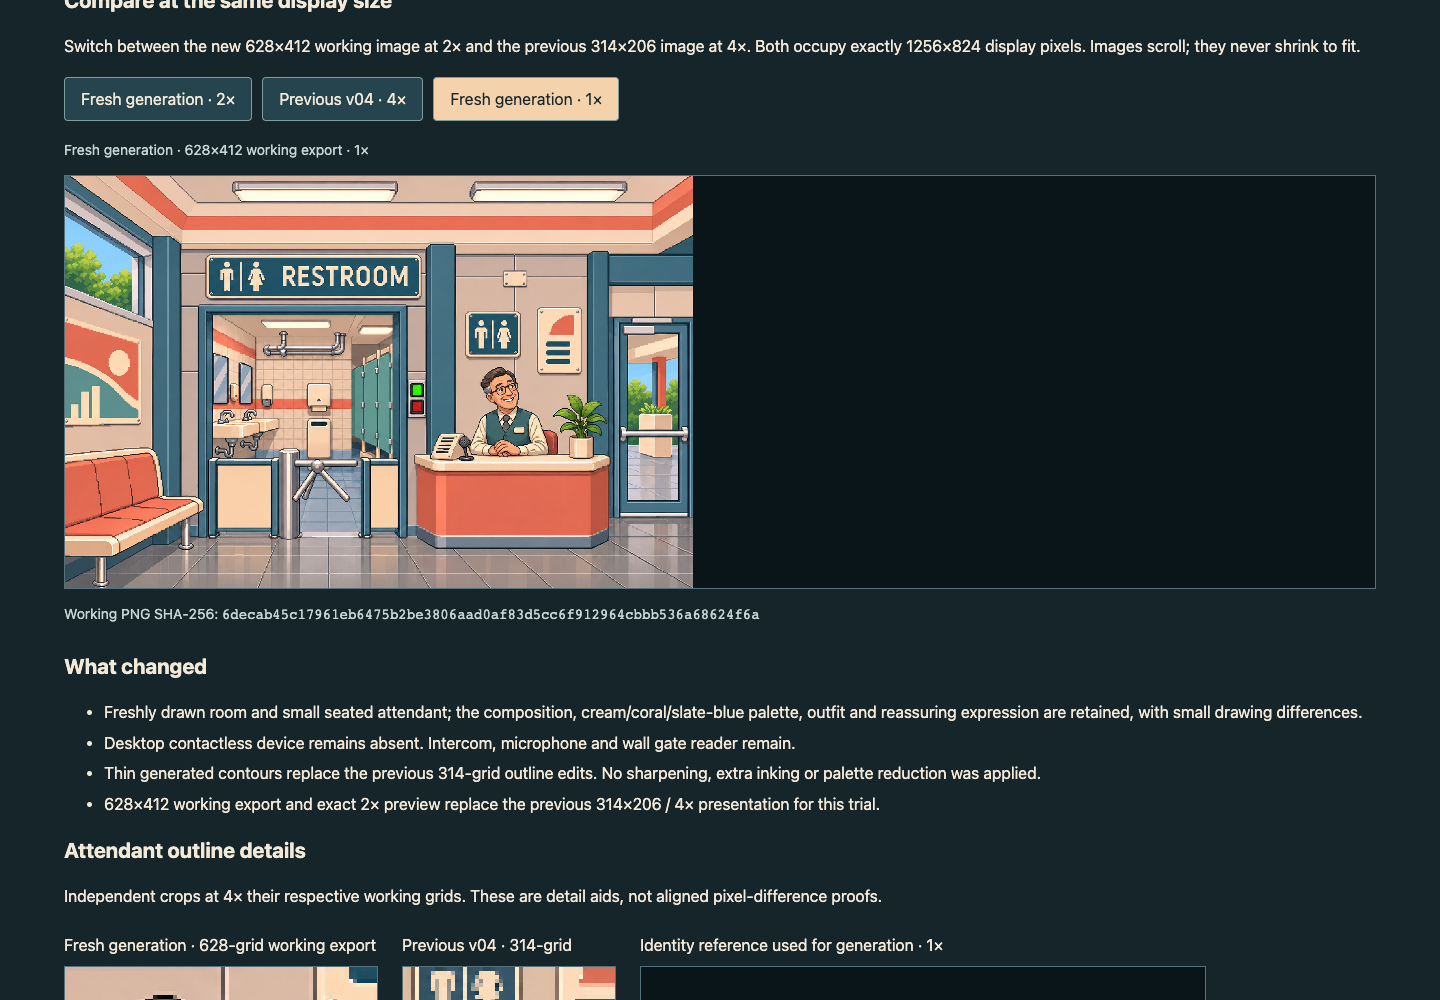 Compare at the same display size
Switch between the new 628×412 working image at 2× and the previous 314×206 image at 4×. Both occupy exactly 1256×824 display pixels. Images scroll; they never shrink to fit.
Fresh generation · 2×
Previous v04 · 4×
Fresh generation · 1×
Fresh generation · 628×412 working export · 1×
RESTROOM
Working PNG SHA-256: 6decab45c17961eb6475b2be3806aad0af83d5cc6f912964cbbb536a68624f6a
What changed
• Freshly drawn room and small seated attendant; the composition, cream/coral/slate-blue palette, outfit and reassuring expression are retained, with small drawing differences.
• Desktop contactless device remains absent. Intercom, microphone and wall gate reader remain.
• Thin generated contours replace the previous 314-grid outline edits. No sharpening, extra inking or palette reduction was applied.
• 628×412 working export and exact 2× preview replace the previous 314×206 / 4× presentation for this trial.
Attendant outline details
Independent crops at 4× their respective working grids. These are detail aids, not aligned pixel-difference proofs.
Fresh generation · 628-grid working export
Previous v04 · 314-grid
Identity reference used for generation · 1×